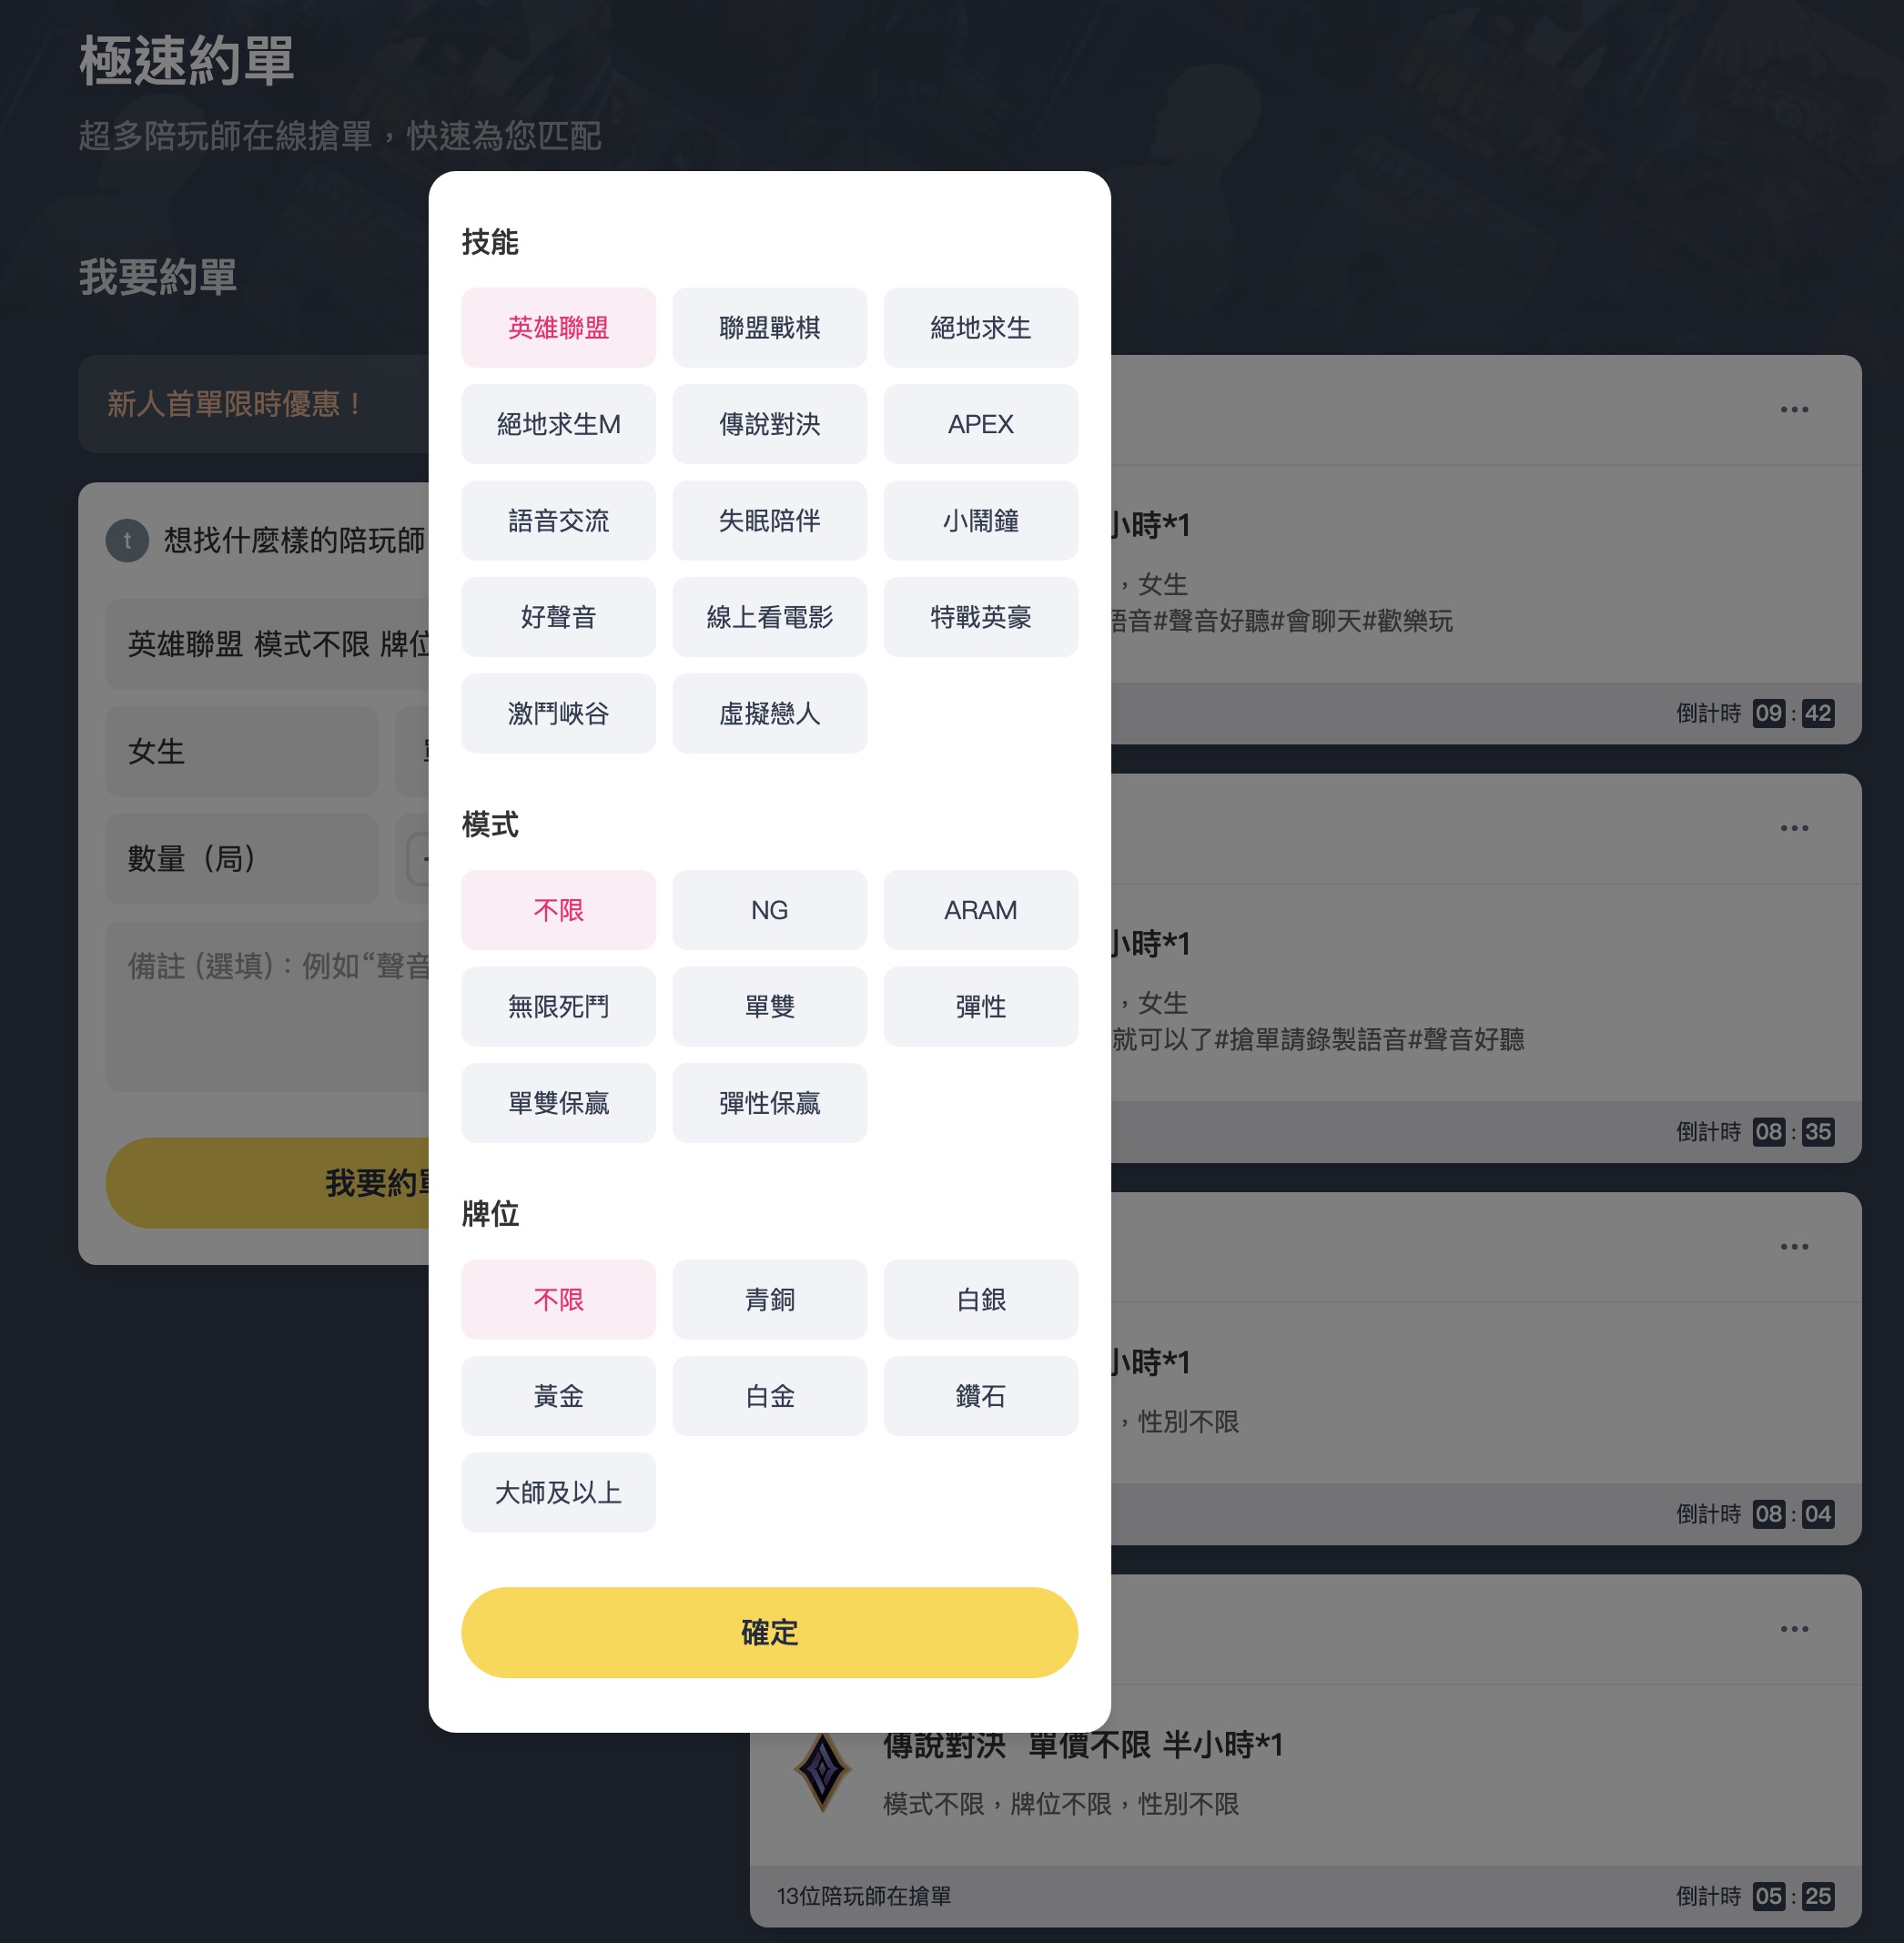 極速約單
超多陪玩師在線搶單，快速為您匹配
我要約單
新人首單限時優惠！
t 想找什麼樣的陪玩師
英雄聯盟 模式不限 牌位
女生
數量（局）
備註 (選填)：例如“聲音
我要約單
技能
英雄聯盟 聯盟戰棋 絕地求生
絕地求生M 傳說對決 APEX
語音交流 失眠陪伴 小鬧鐘
好聲音 線上看電影 特戰英豪
激鬥峽谷 虛擬戀人
模式
不限 NG ARAM
無限死鬥 單雙 彈性
單雙保赢 彈性保赢
牌位
不限 青銅 白銀
黃金 白金 鑽石
大師及以上
確定
小時*1
，女生
語音#聲音好聽#會聊天#歡樂玩
倒計時 09 : 42
小時*1
，女生
就可以了#搶單請錄製語音#聲音好聽
倒計時 08 : 35
小時*1
，性別不限
倒計時 08 : 04
傳說對決 單價不限 半小時*1
模式不限，牌位不限，性別不限
13位陪玩師在搶單 倒計時 05 : 25